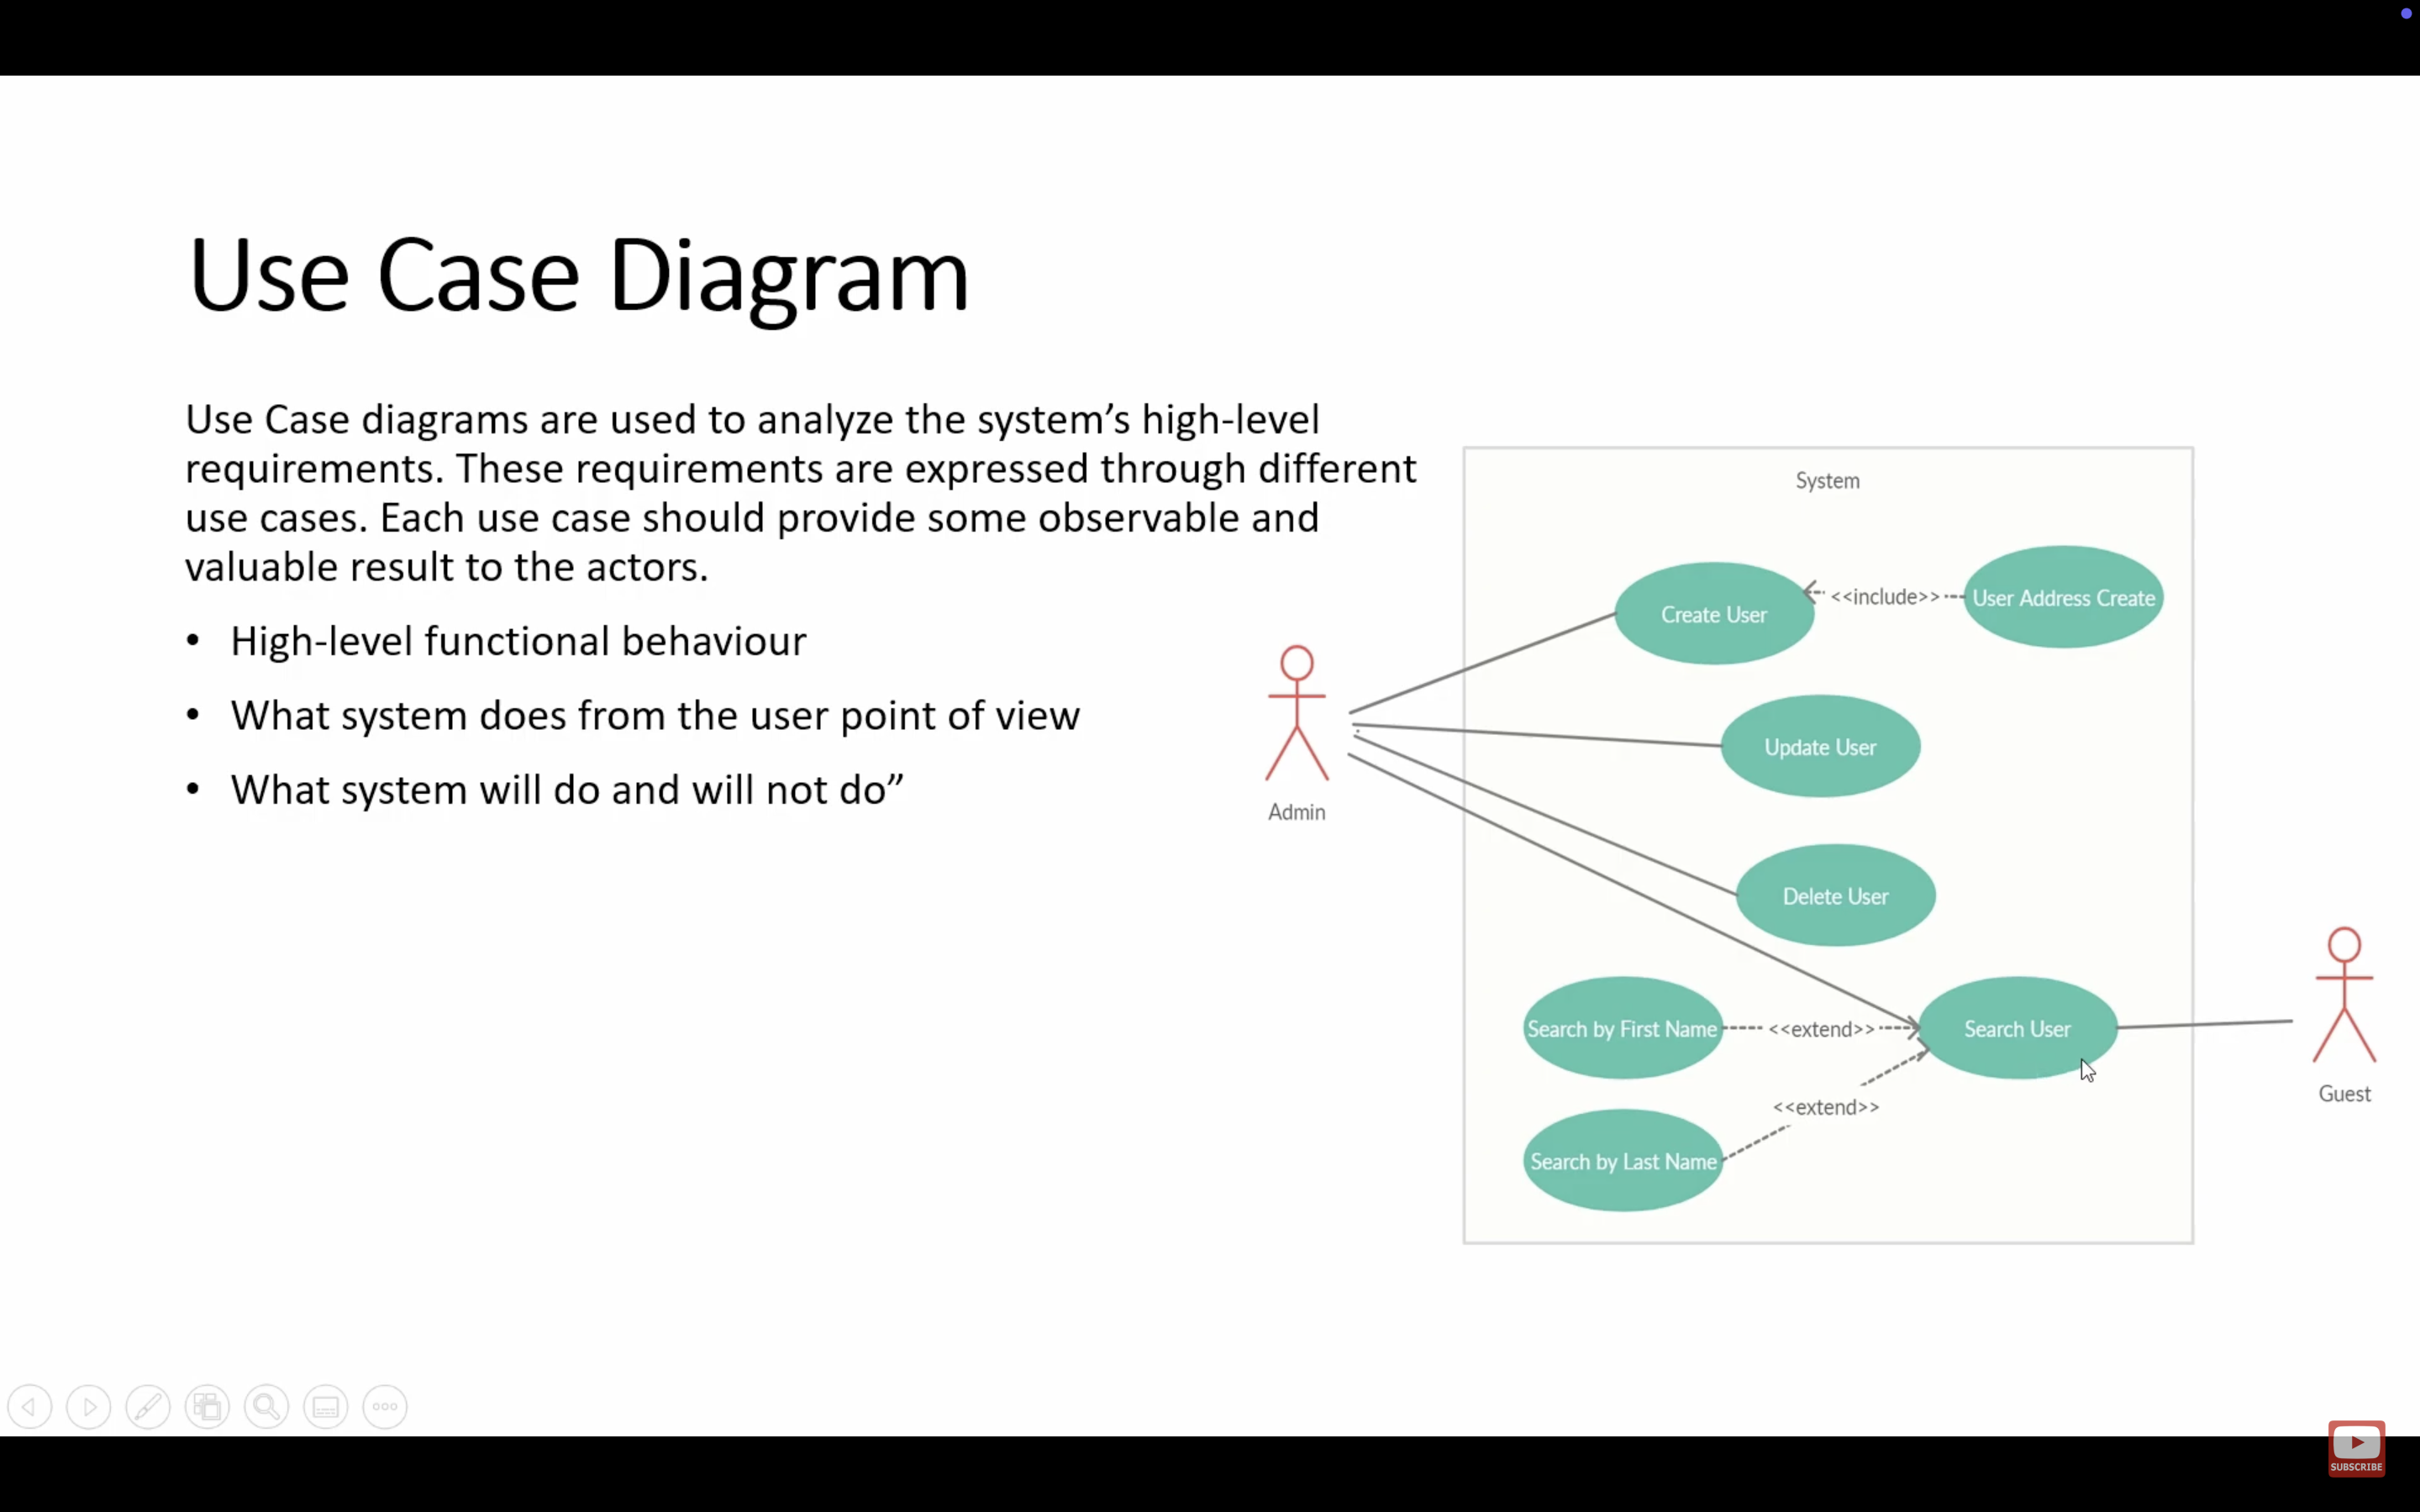 Use Case Diagram
Use Case diagrams are used to analyze the system’s high-level
requirements. These requirements are expressed through different
use cases. Each use case should provide some observable and
valuable result to the actors.
• High-level functional behaviour
• What system does from the user point of view
• What system will do and will not do”
System
Create User
<<include>>
User Address Create
Update User
Admin
Delete User
Search by First Name
<<extend>>
Search User
Guest
<<extend>>
Search by Last Name
SUBSCRIBE